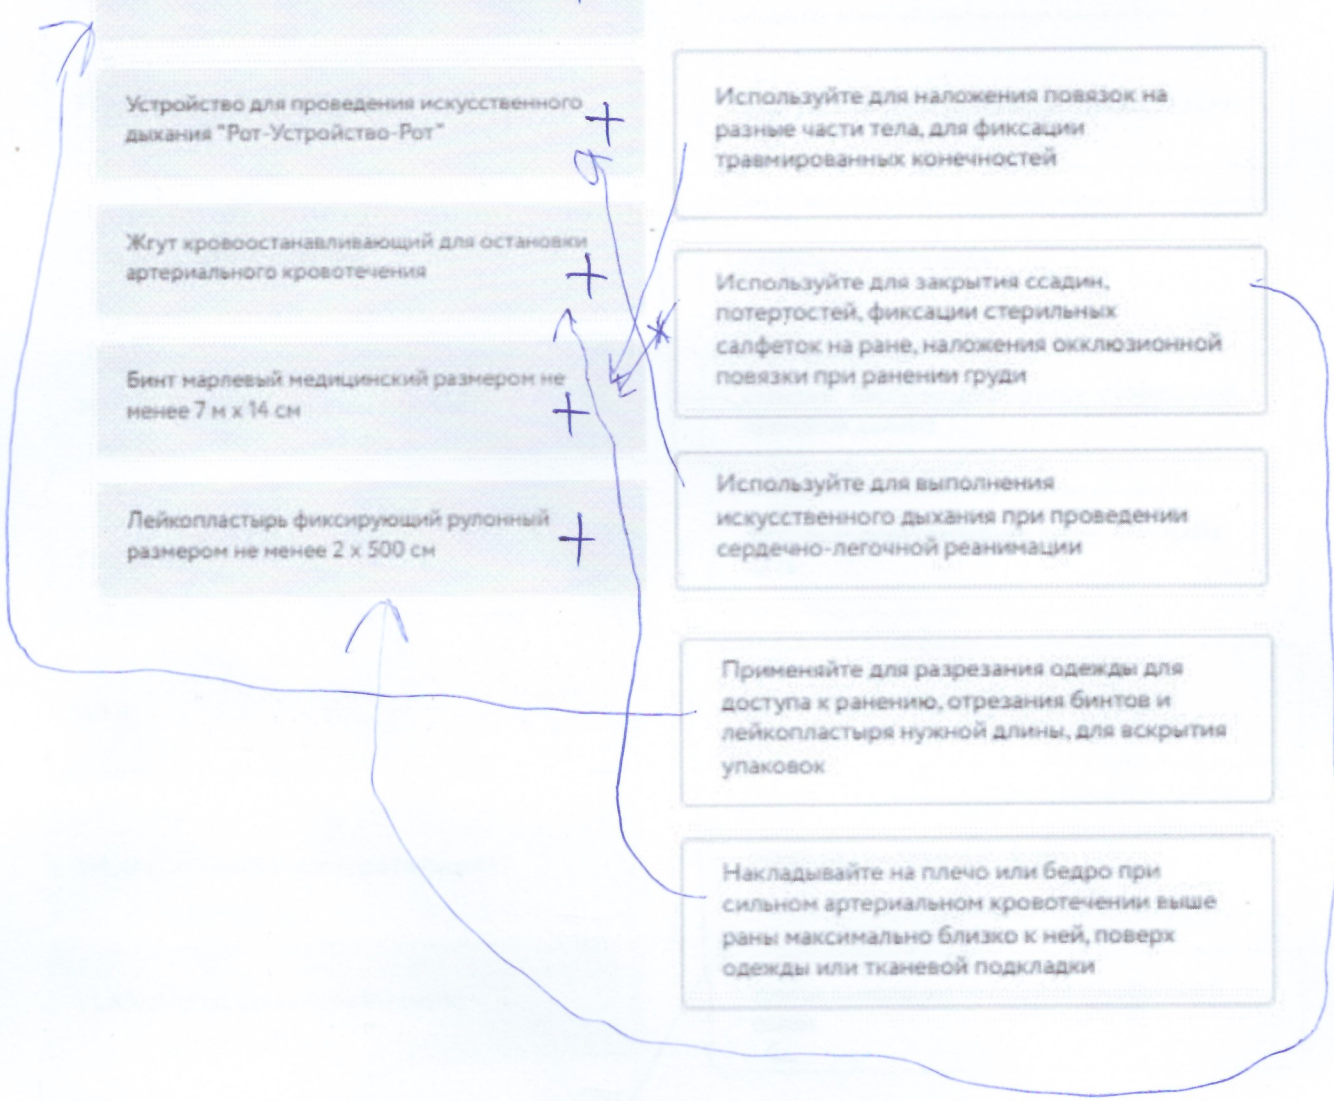 Устройство для проведения искусственного
дыхания "Рот-Устройство-Рот"
Жгут кровоостанавливающий для остановки
артериального кровотечения
Бинт марлевый медицинский размером не
менее 7 м х 14 см
Лейкопластырь фиксирующий рулонный
размером не менее 2 х 500 см
Используйте для наложения повязок на
разные части тела, для фиксации
травмированных конечностей
Используйте для закрытия ссадин,
потертостей, фиксации стерильных
салфеток на ране, наложения окклюзионной
повязки при ранении груди
Используйте для выполнения
искусственного дыхания при проведении
сердечно-легочной реанимации
Применяйте для разрезания одежды для
доступа к ранению, отрезания бинтов и
лейкопластыря нужной длины, для вскрытия
упаковок
Накладывайте на плечо или бедро при
сильном артериальном кровотечении выше
раны максимально близко к ней, поверх
одежды или тканевой подкладки